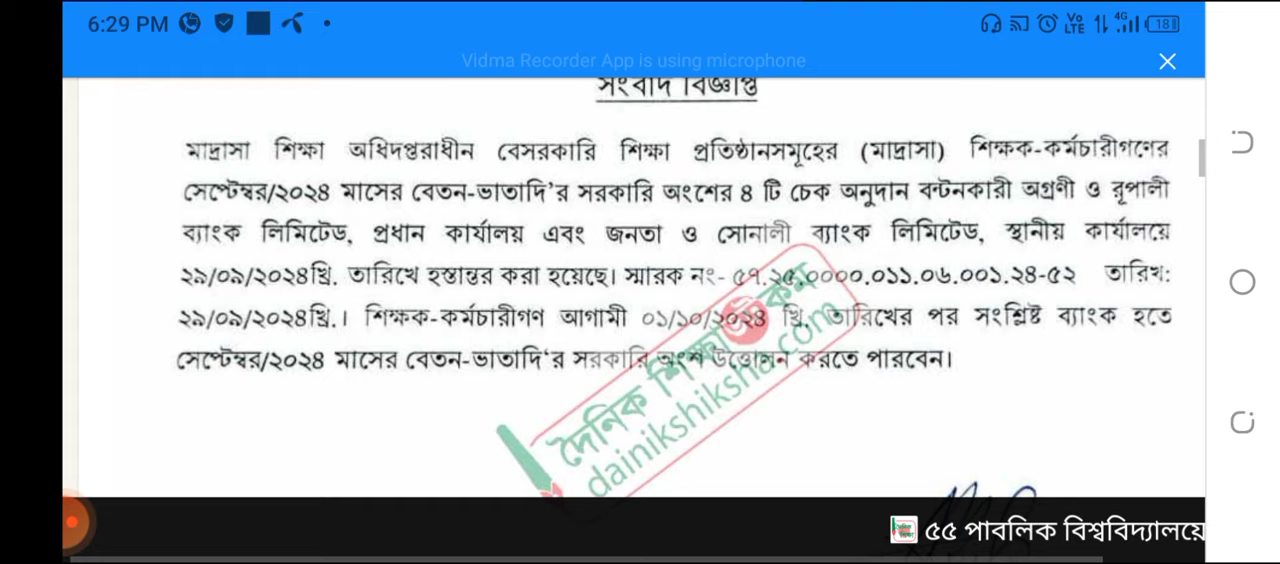 6:29 PM
4G
Vo LTE
18
Vidma Recorder App is using microphone
সংবাদ বিজ্ঞপ্তি
মাদ্রাসা শিক্ষা অধিদপ্তরাধীন বেসরকারি শিক্ষা প্রতিষ্ঠানসমূহের (মাদ্রাসা) শিক্ষক-কর্মচারীগণের
সেপ্টেম্বর/২০২৪ মাসের বেতন-ভাতাদি'র সরকারি অংশের ৪ টি চেক অনুদান বন্টনকারী অগ্রণী ও রূপালী
ব্যাংক লিমিটেড, প্রধান কার্যালয় এবং জনতা ও সোনালী ব্যাংক লিমিটেড, স্থানীয় কার্যালয়ে
২৯/০৯/২০২৪খ্রি. তারিখে হস্তান্তর করা হয়েছে। স্মারক নং- ৫৭.২৫.০০০০.০১১.০৬.০০১.২৪-৫২ তারিখ:
২৯/০৯/২০২৪খ্রি.। শিক্ষক-কর্মচারীগণ আগামী ০১/১০/২০২৪ খ্রি. তারিখের পর সংশ্লিষ্ট ব্যাংক হতে
সেপ্টেম্বর/২০২৪ মাসের বেতন-ভাতাদি'র সরকারি অংশ উত্তোলন করতে পারবেন।
দৈনিক শিক্ষা ডট কম
dainikshiksha.com
৫৫ পাবলিক বিশ্ববিদ্যালয়ে